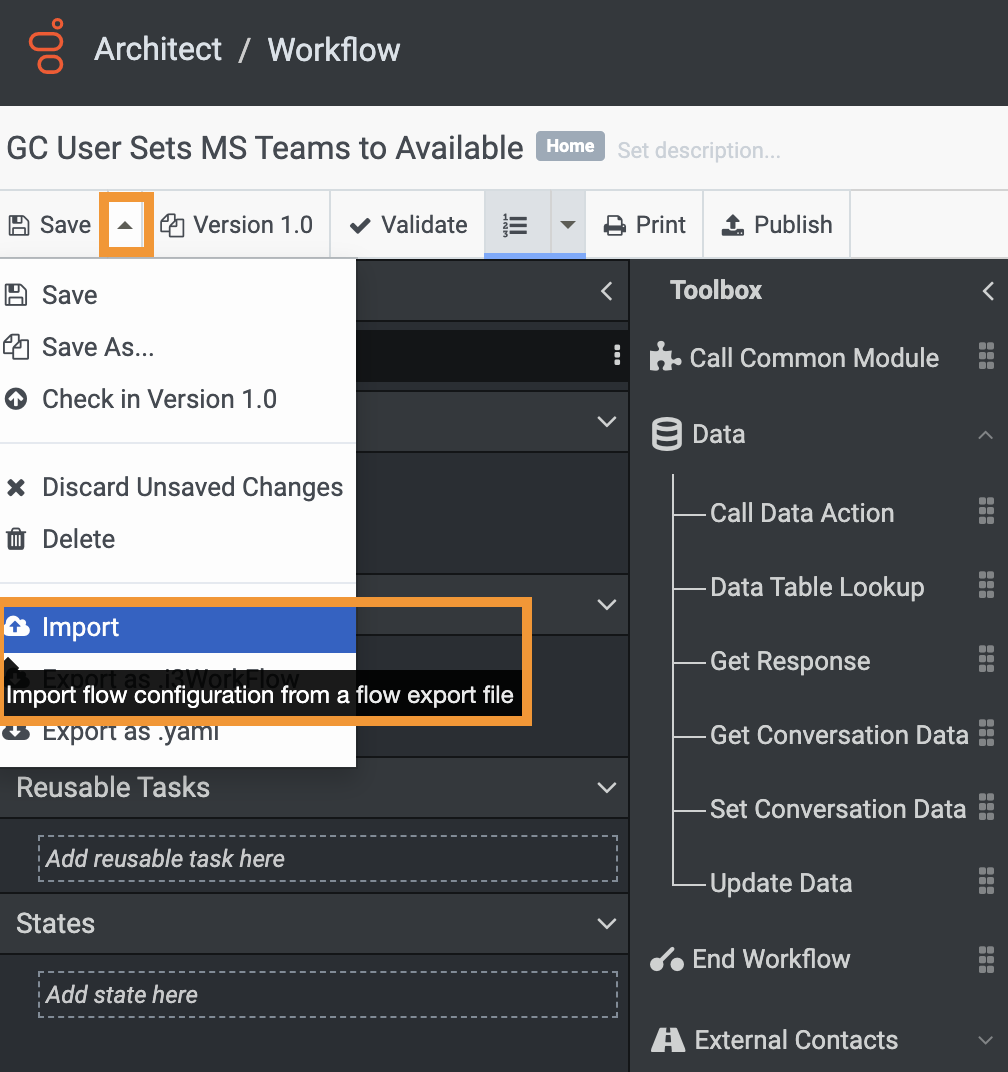 Architect / Workflow
GC User Sets MS Teams to Available Home Set description...
Save Version 1.0 Validate Print Publish
Save
Save As...
Check in Version 1.0
Discard Unsaved Changes
Delete
Import
Export as .i3WorkFlow
Import flow configuration from a flow export file
Export as .yaml
Reusable Tasks
Add reusable task here
States
Add state here
Toolbox
Call Common Module
Data
Call Data Action
Data Table Lookup
Get Response
Get Conversation Data
Set Conversation Data
Update Data
End Workflow
External Contacts